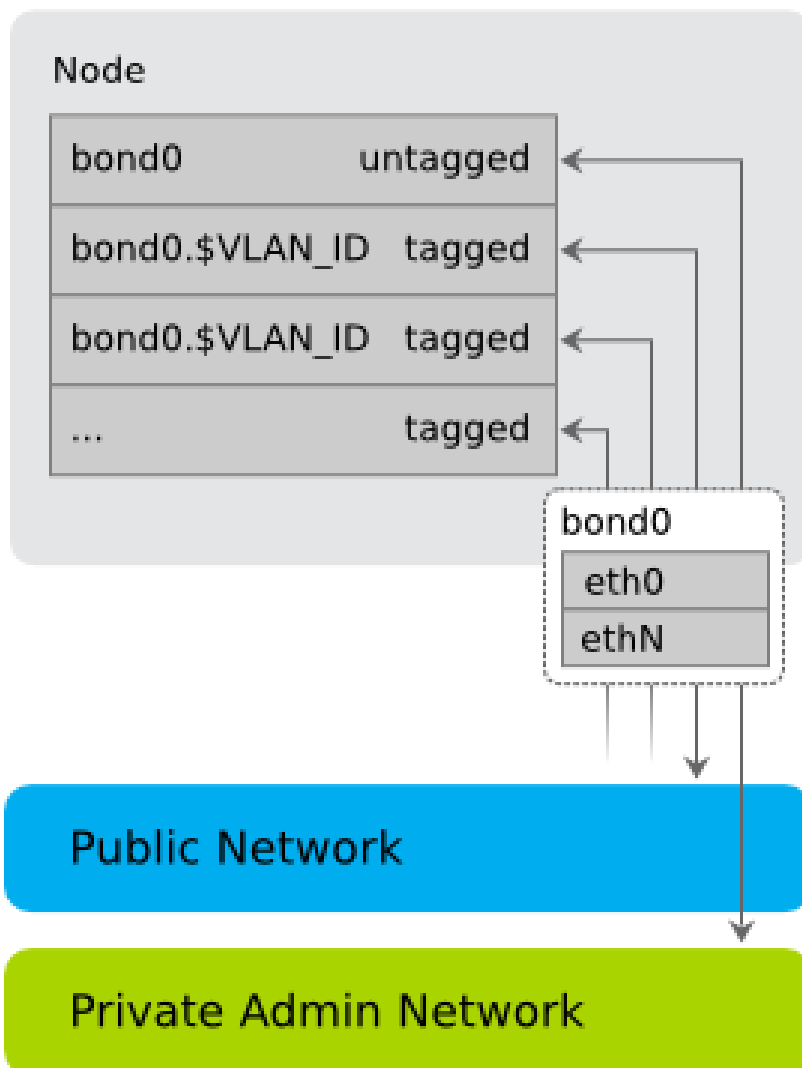 Node
bond0 untagged
bond0.$VLAN_ID tagged
bond0.$VLAN_ID tagged
... tagged
bond0
eth0
ethN
Public Network
Private Admin Network